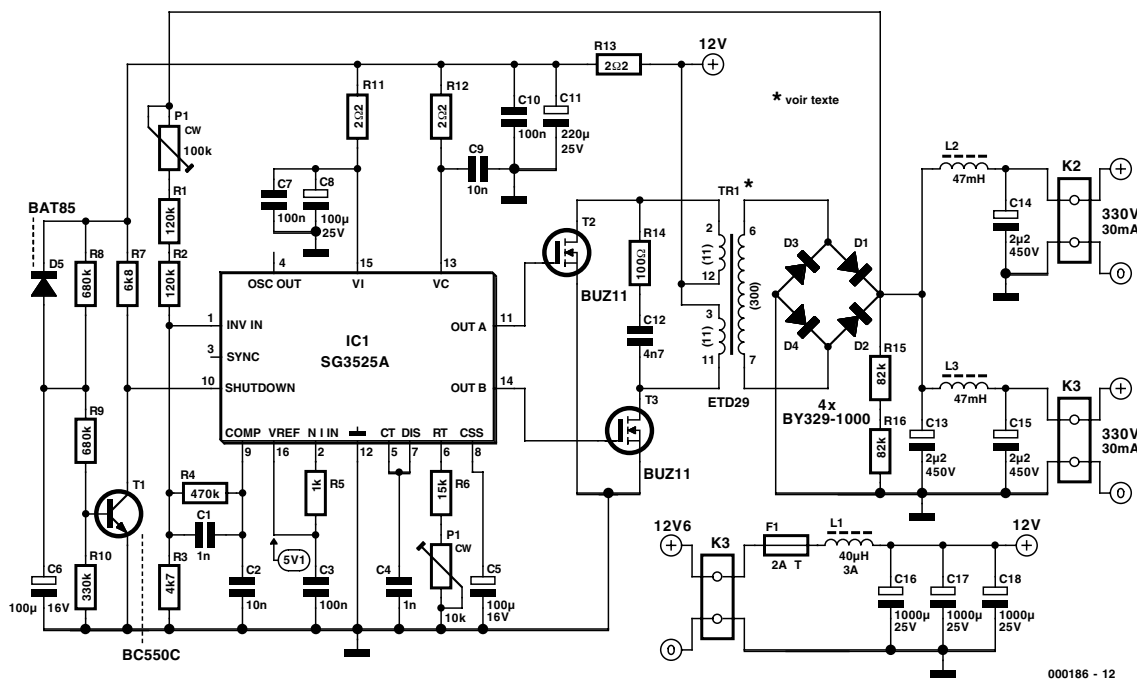 R13
2Ω2
12V
R11
2Ω2
R12
2Ω2
C10
100n
C11
220µ
25V
* voir texte
P1
CW
100k
C9
10n
L2
47mH
K2
C7
100n
C8
100µ
25V
TR1 *
C14
2µ2
450V
330V
30mA
BAT85
R1
120k
T2
R14
100Ω
2
(11)
12
6
D3
D1
D5
R8
680k
R7
6k8
R2
120k
4
OSC OUT
15
VI
13
VC
BUZ11
3
(11)
11
(300)
7
D4
D2
0
1
INV IN
IC1
SG3525A
OUT A
11
C12
4n7
3
SYNC
10
SHUTDOWN
OUT B
14
T3
ETD29
4x
BY329-1000
R15
82k
L3
47mH
K3
R9
680k
COMP
VREF
N I IN
CT
DIS
RT
CSS
9
16
2
12
5
7
6
8
BUZ11
R16
82k
C13
2µ2
450V
C15
2µ2
450V
330V
30mA
R4
470k
R5
1k
R6
15k
0
T1
C1
1n
12V6
K3
F1
2A T
L1
40µH
3A
12V
R10
330k
R3
4k7
5V1
P1
CW
10k
C6
100µ
16V
C2
10n
C3
100n
C4
1n
C5
100µ
16V
C16
1000µ
25V
C17
1000µ
25V
C18
1000µ
25V
BC550C
0
000186 - 12